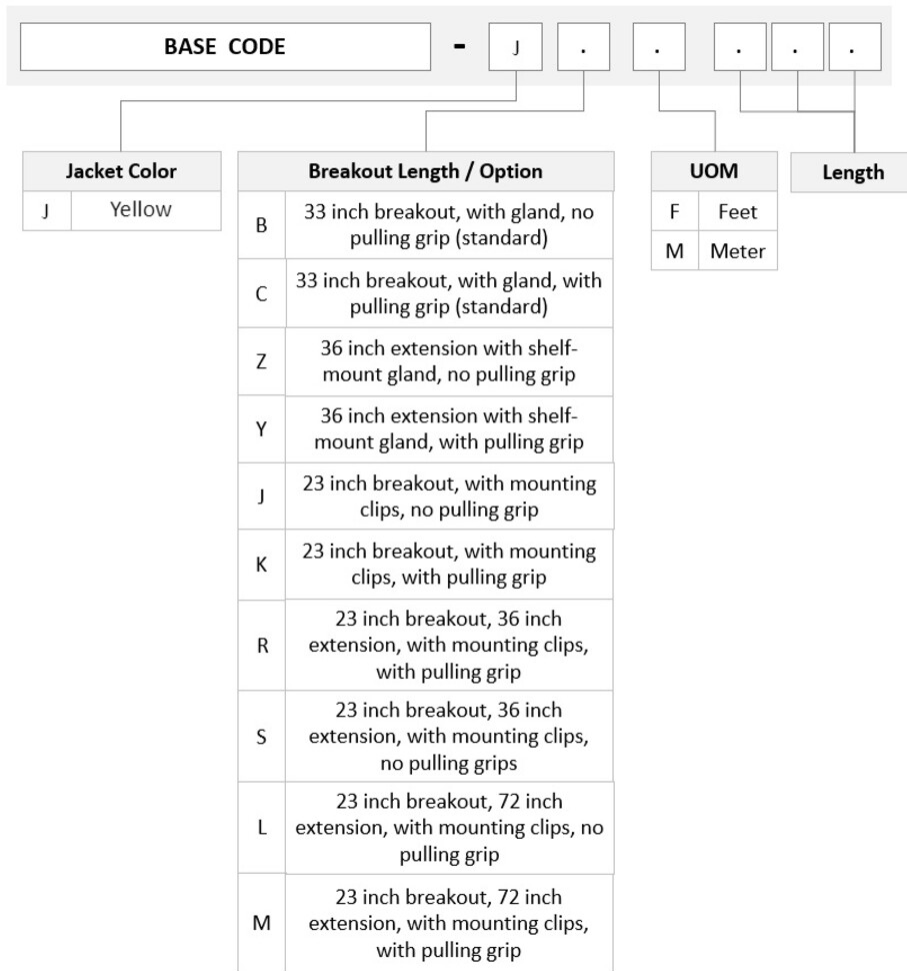 BASE CODE - J . . . . .
Jacket Color
J Yellow
Breakout Length / Option
B 33 inch breakout, with gland, no
pulling grip (standard)
C 33 inch breakout, with gland, with
pulling grip (standard)
Z 36 inch extension with shelf-
mount gland, no pulling grip
Y 36 inch extension with shelf-
mount gland, with pulling grip
J 23 inch breakout, with mounting
clips, no pulling grip
K 23 inch breakout, with mounting
clips, with pulling grip
R 23 inch breakout, 36 inch
extension, with mounting clips,
with pulling grip
S 23 inch breakout, 36 inch
extension, with mounting clips,
no pulling grips
L 23 inch breakout, 72 inch
extension, with mounting clips, no
pulling grip
M 23 inch breakout, 72 inch
extension, with mounting clips,
with pulling grip
UOM
F Feet
M Meter
Length